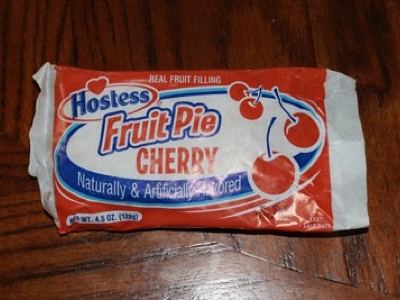 REAL FRUIT FILLING
Hostess
Fruit Pie
CHERRY
Naturally & Artificially Flavored
NET WT. 4.5 OZ. (128g)